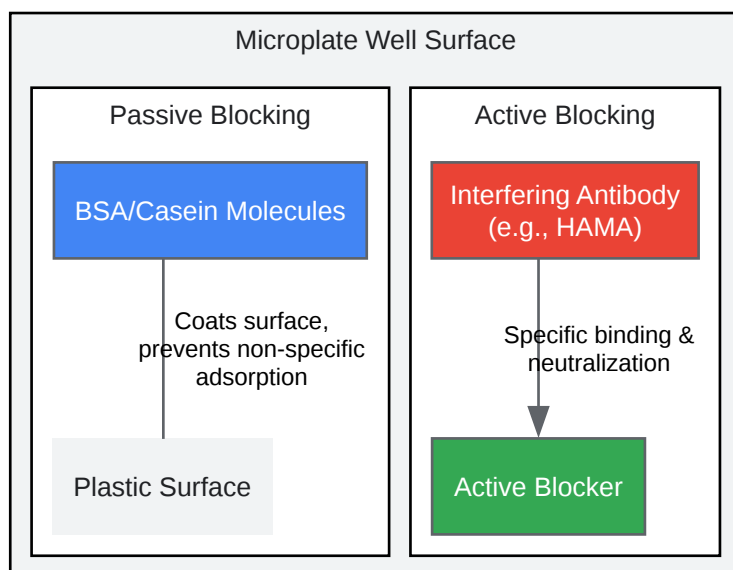 Microplate Well Surface
Passive Blocking
BSA/Casein Molecules
Coats surface,
prevents non-specific
adsorption
Plastic Surface
Active Blocking
Interfering Antibody
(e.g., HAMA)
Specific binding &
neutralization
Active Blocker